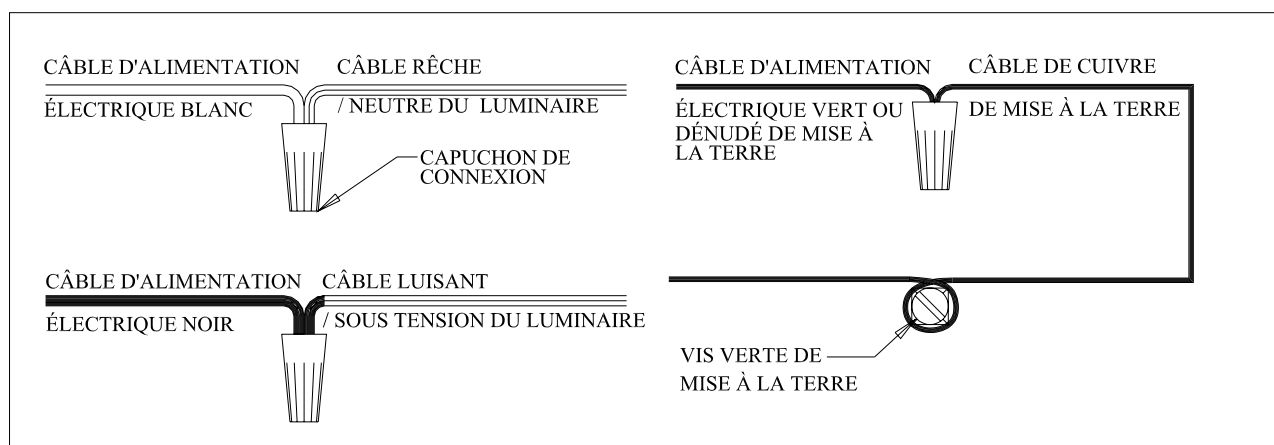 CÂBLE D'ALIMENTATION
ÉLECTRIQUE BLANC
CÂBLE RÊCHE
/ NEUTRE DU LUMINAIRE
CAPUCHON DE
CONNEXION
CÂBLE D'ALIMENTATION
ÉLECTRIQUE NOIR
CÂBLE LUISANT
/ SOUS TENSION DU LUMINAIRE
CÂBLE D'ALIMENTATION
ÉLECTRIQUE VERT OU
DÉNUDÉ DE MISE À
LA TERRE
CÂBLE DE CUIVRE
DE MISE À LA TERRE
VIS VERTE DE
MISE À LA TERRE